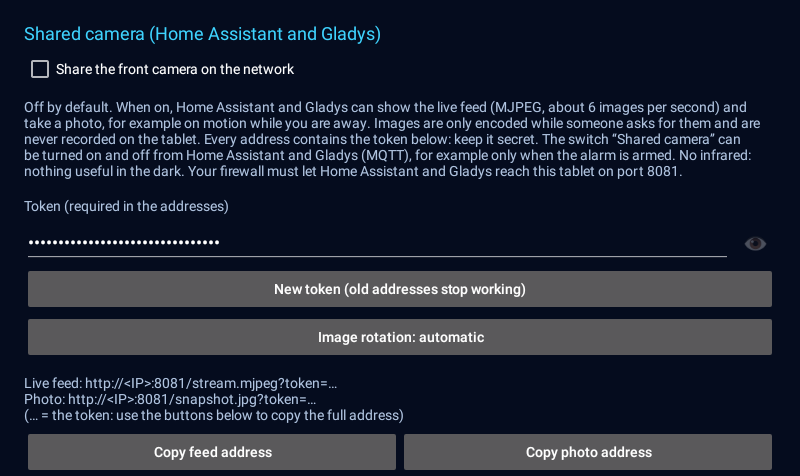 Shared camera (Home Assistant and Gladys)
Share the front camera on the network
Off by default. When on, Home Assistant and Gladys can show the live feed (MJPEG, about 6 images per second) and
take a photo, for example on motion while you are away. Images are only encoded while someone asks for them and are
never recorded on the tablet. Every address contains the token below: keep it secret. The switch “Shared camera” can
be turned on and off from Home Assistant and Gladys (MQTT), for example only when the alarm is armed. No infrared:
nothing useful in the dark. Your firewall must let Home Assistant and Gladys reach this tablet on port 8081.
Token (required in the addresses)
••••••••••••••••••••••••••••••••
New token (old addresses stop working)
Image rotation: automatic
Live feed: http://<IP>:8081/stream.mjpeg?token=…
Photo: http://<IP>:8081/snapshot.jpg?token=…
(… = the token: use the buttons below to copy the full address)
Copy feed address
Copy photo address